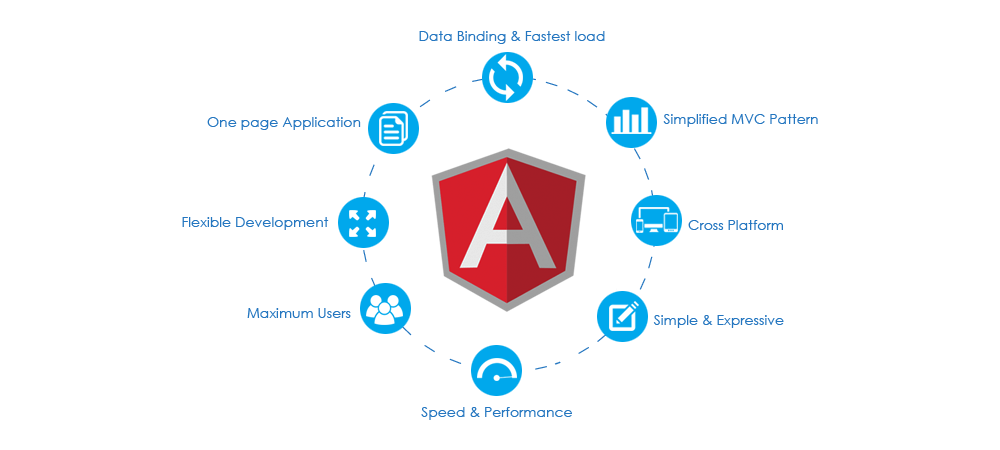 Data Binding & Fastest load
One page Application
Simplified MVC Pattern
Flexible Development
Cross Platform
Maximum Users
Simple & Expressive
Speed & Performance